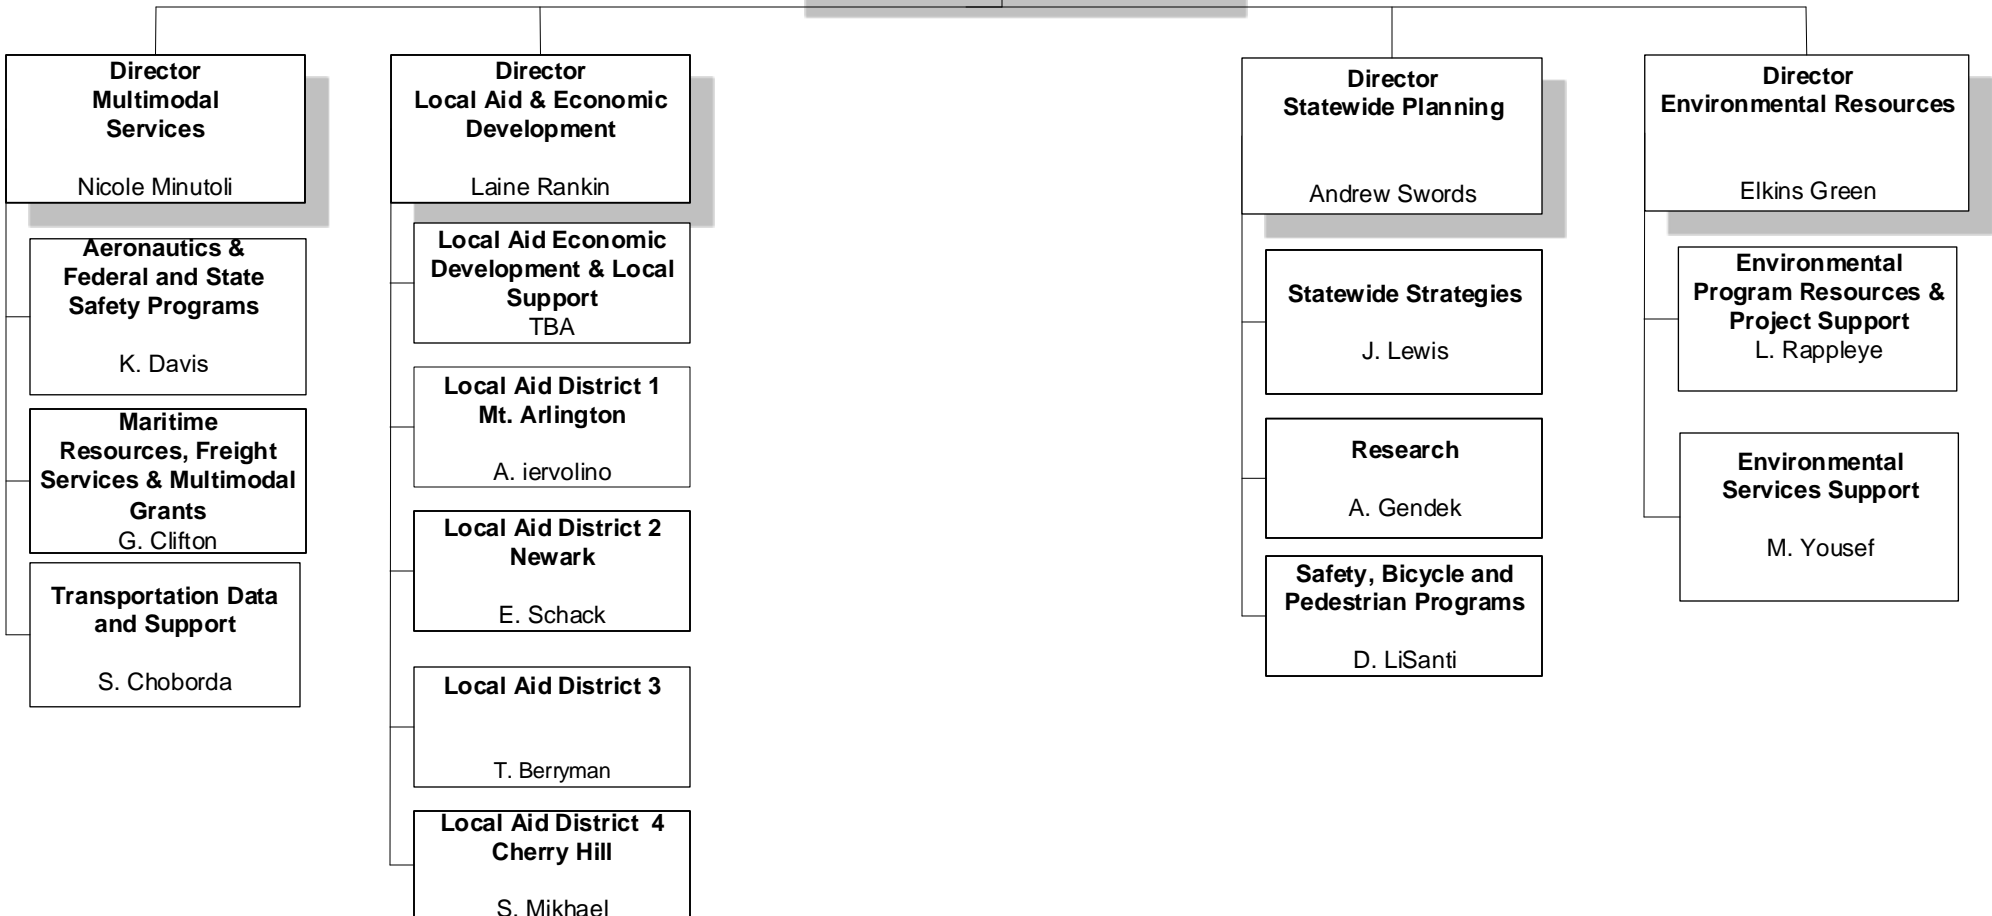 Director
Multimodal
Services
Nicole Minutoli
Aeronautics &
Federal and State
Safety Programs
K. Davis
Maritime
Resources, Freight
Services & Multimodal
Grants
G. Clifton
Transportation Data
and Support
S. Choborda
Director
Local Aid & Economic
Development
Laine Rankin
Local Aid Economic
Development & Local
Support
TBA
Local Aid District 1
Mt. Arlington
A. iervolino
Local Aid District 2
Newark
E. Schack
Local Aid District 3
T. Berryman
Local Aid District 4
Cherry Hill
S. Mikhael
Director
Statewide Planning
Andrew Swords
Statewide Strategies
J. Lewis
Research
A. Gendek
Safety, Bicycle and
Pedestrian Programs
D. LiSanti
Director
Environmental Resources
Elkins Green
Environmental
Program Resources &
Project Support
L. Rappleye
Environmental
Services Support
M. Yousef